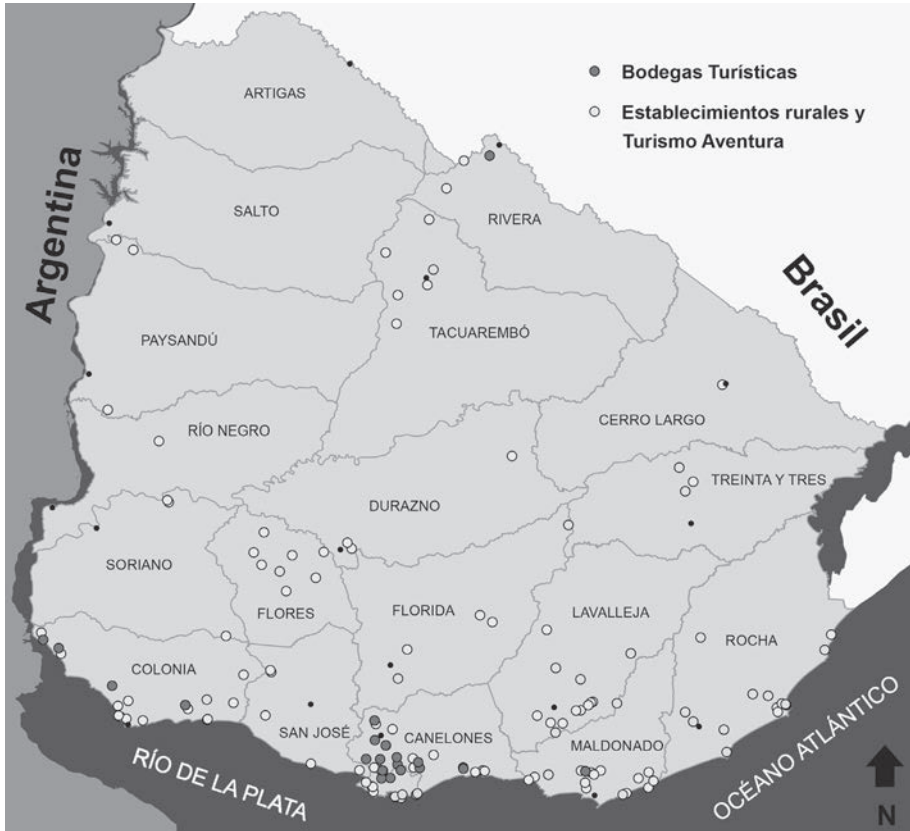 Bodegas Turísticas
Establecimientos rurales y
Turismo Aventura
Argentina
Brasil
ARTIGAS
SALTO
RIVERA
PAYSANDÚ
TACUAREMBÓ
CERRO LARGO
RÍO NEGRO
TREINTA Y TRES
DURAZNO
SORIANO
FLORES
FLORIDA
LAVALLEJA
ROCHA
COLONIA
SAN JOSÉ
CANELONES
MALDONADO
RÍO DE LA PLATA
OCÉANO ATLÁNTICO
N